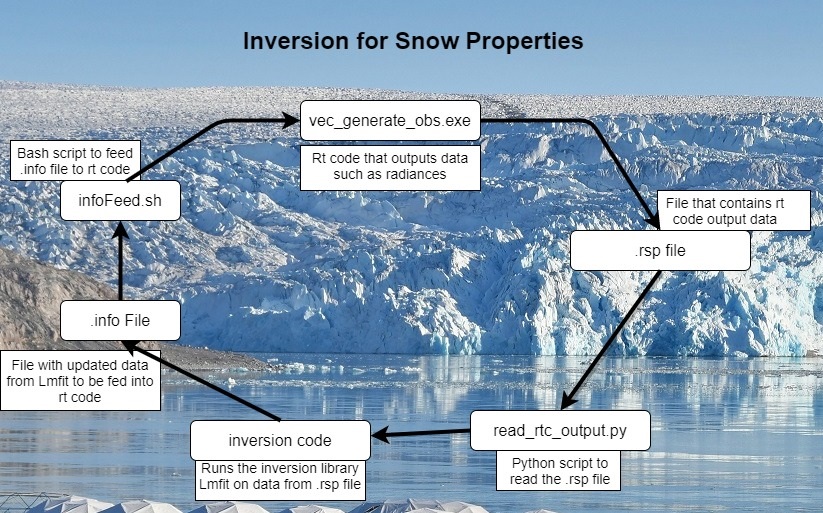 Inversion for Snow Properties
vec_generate_obs.exe
Rt code that outputs data
such as radiances
Bash script to feed
.info file to rt code
infoFeed.sh
File that contains rt
code output data
.rsp file
.info File
File with updated data
from Lmfit to be fed into
rt code
inversion code
Runs the inversion library
Lmfit on data from .rsp file
read_rtc_output.py
Python script to
read the .rsp file